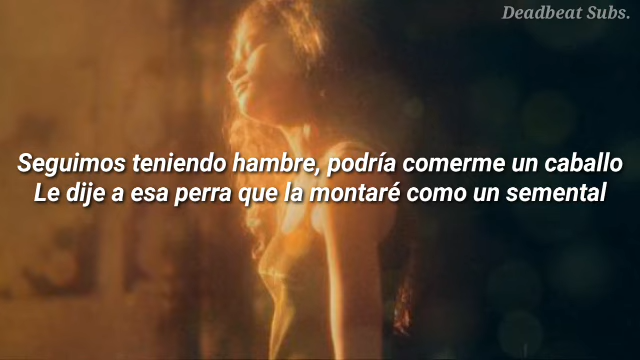 Deadbeat Subs.
Seguimos teniendo hambre, podría comerme un caballo
Le dije a esa perra que la montaré como un semental